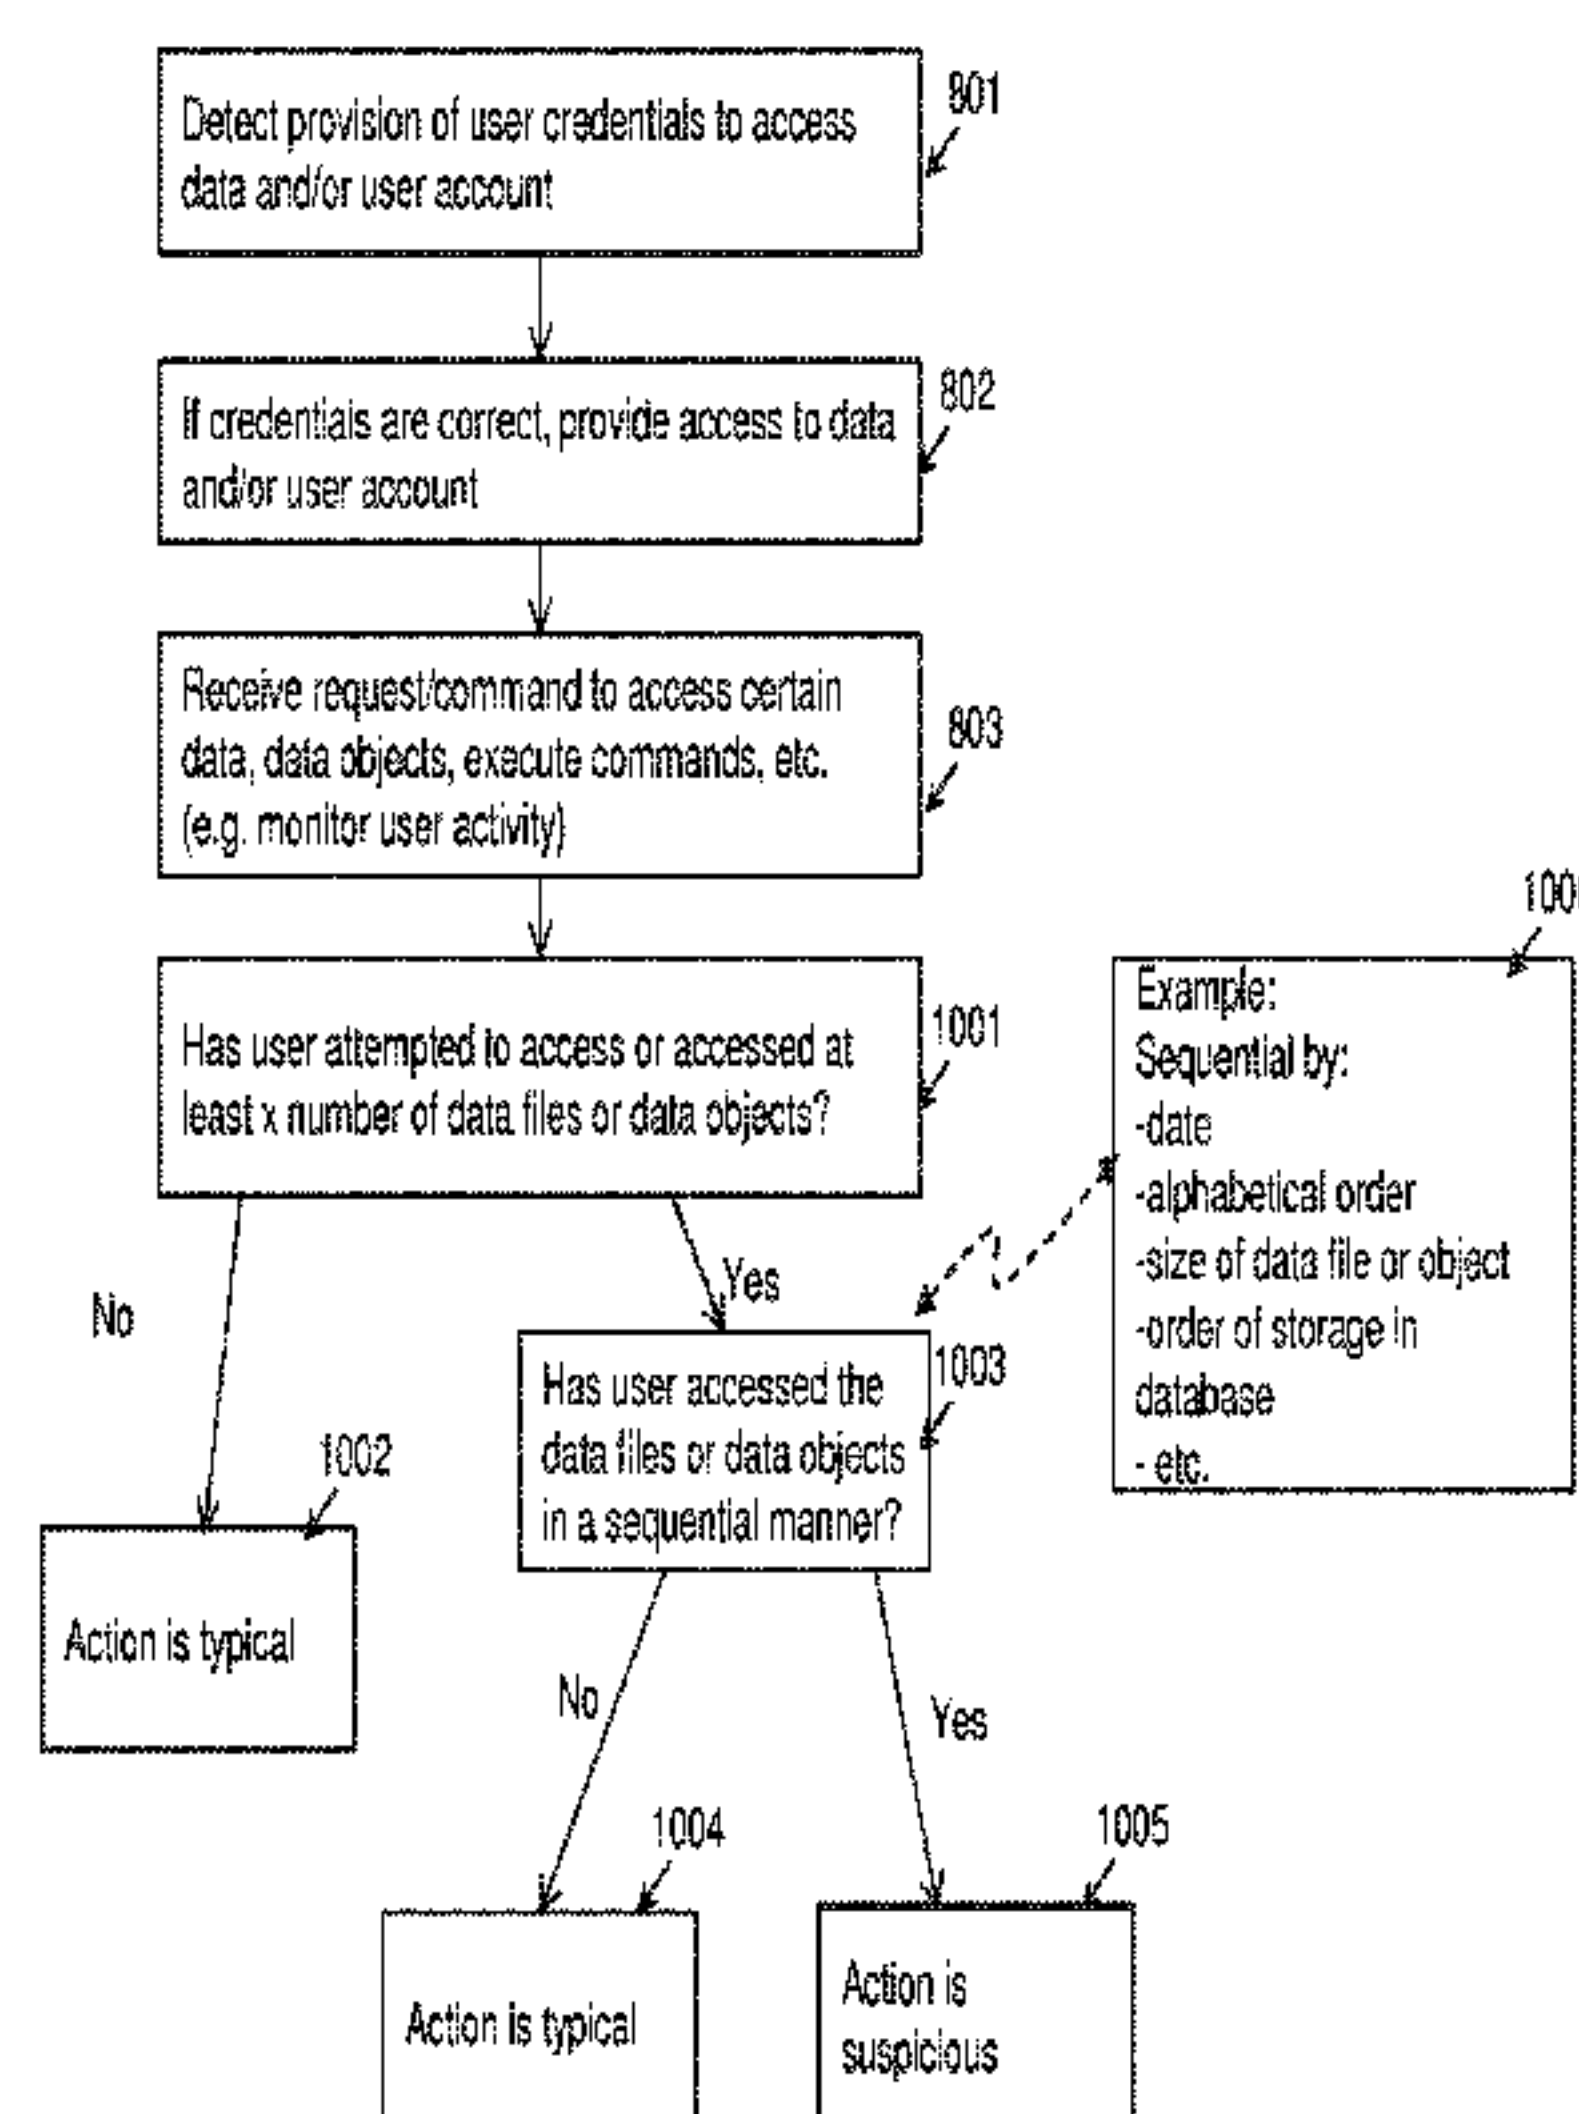 801
Detect provision of user credentials to access
data and/or user account
802
If credentials are correct, provide access to data
and/or user account
803
Receive request/command to access certain
data, data objects, execute commands, etc.
(e.g. monitor user activity)
1001
Has user attempted to access or accessed at
least x number of data files or data objects?
Example:
Sequential by:
-date
-alphabetical order
-size of data file or object
-order of storage in
database
- etc.
No
Yes
1003
Has user accessed the
data files or data objects
in a sequential manner?
1002
Action is typical
No
Yes
1004
Action is typical
1005
Action is
suspicious